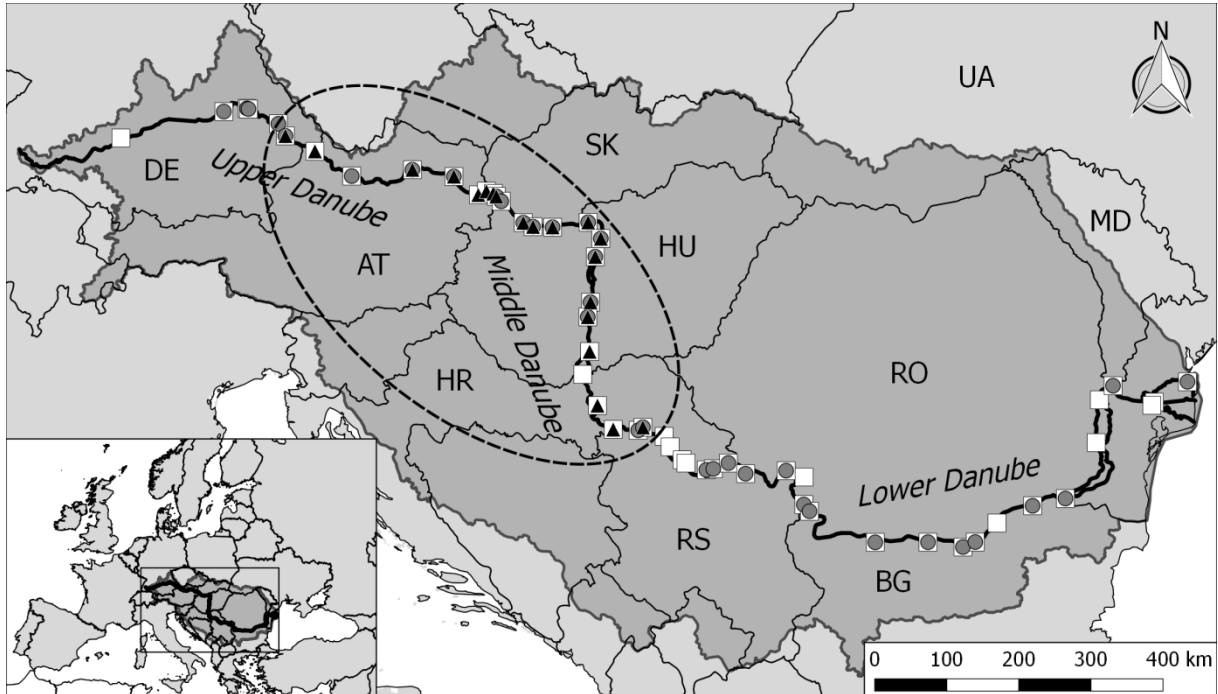 N
UA
SK
DE
Upper Danube
MD
HU
AT
Middle Danube
HR
RO
Lower Danube
RS
BG
0 100 200 300 400 km